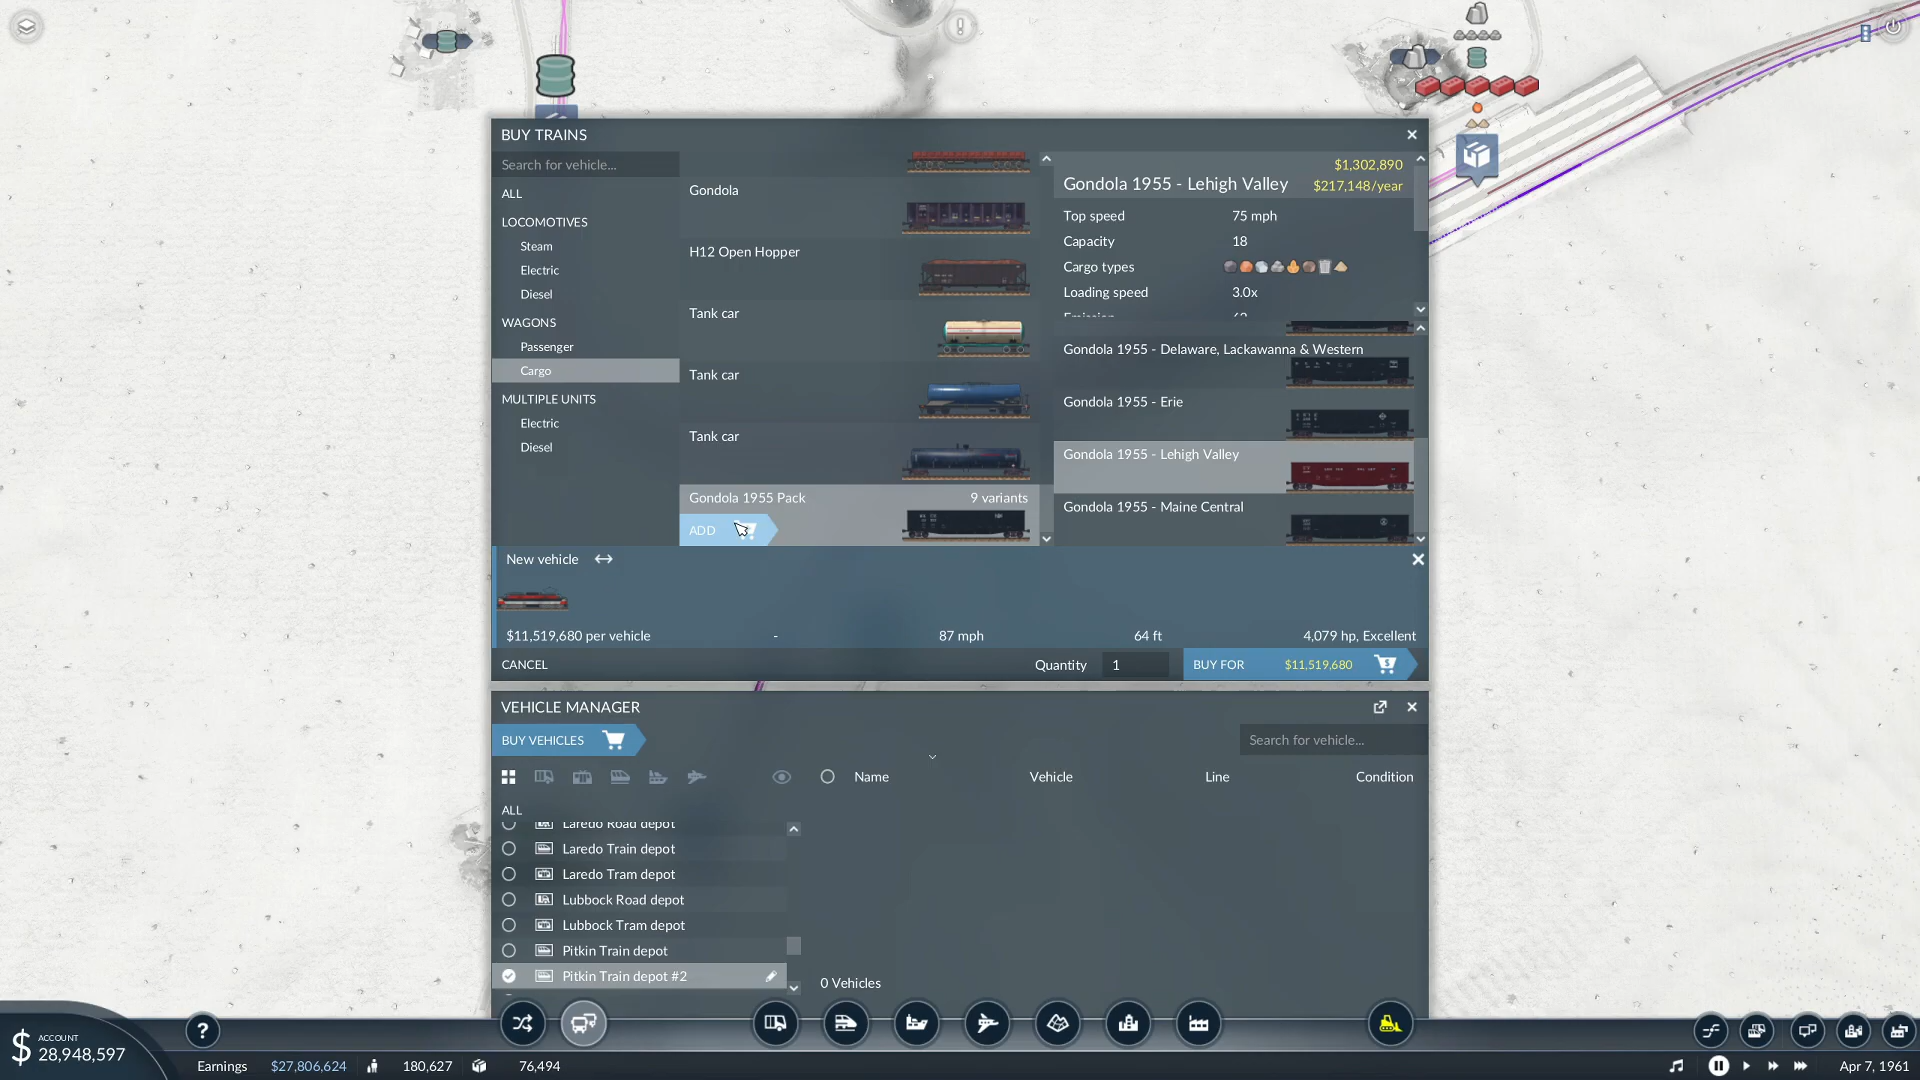 BUY TRAINS
Search for vehicle...
ALL
LOCOMOTIVES
Steam
Electric
Diesel
WAGONS
Passenger
Cargo
MULTIPLE UNITS
Electric
Diesel
Gondola
H12 Open Hopper
Tank car
Tank car
Tank car
Gondola 1955 Pack 9 variants
ADD
$1,302,890
Gondola 1955 - Lehigh Valley $217,148/year
Top speed 75 mph
Capacity 18
Cargo types
Loading speed 3.0x
Gondola 1955 - Delaware, Lackawanna & Western
Gondola 1955 - Erie
Gondola 1955 - Lehigh Valley
Gondola 1955 - Maine Central
New vehicle
$11,519,680 per vehicle - 87 mph 64 ft 4,079 hp, Excellent
CANCEL Quantity 1 BUY FOR $11,519,680
VEHICLE MANAGER
BUY VEHICLES Search for vehicle...
Name Vehicle Line Condition
ALL
Laredo Road depot
Laredo Train depot
Laredo Tram depot
Lubbock Road depot
Lubbock Tram depot
Pitkin Train depot
Pitkin Train depot #2
0 Vehicles
$ ACCOUNT
28,948,597
?
Earnings $27,806,624 180,627 76,494 Apr 7, 1961